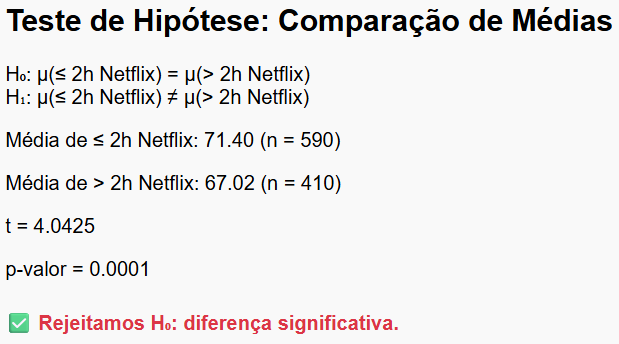 Teste de Hipótese: Comparação de Médias
H₀: μ(≤ 2h Netflix) = μ(> 2h Netflix)
H₁: μ(≤ 2h Netflix) ≠ μ(> 2h Netflix)
Média de ≤ 2h Netflix: 71.40 (n = 590)
Média de > 2h Netflix: 67.02 (n = 410)
t = 4.0425
p-valor = 0.0001
✅ Rejeitamos H₀: diferença significativa.